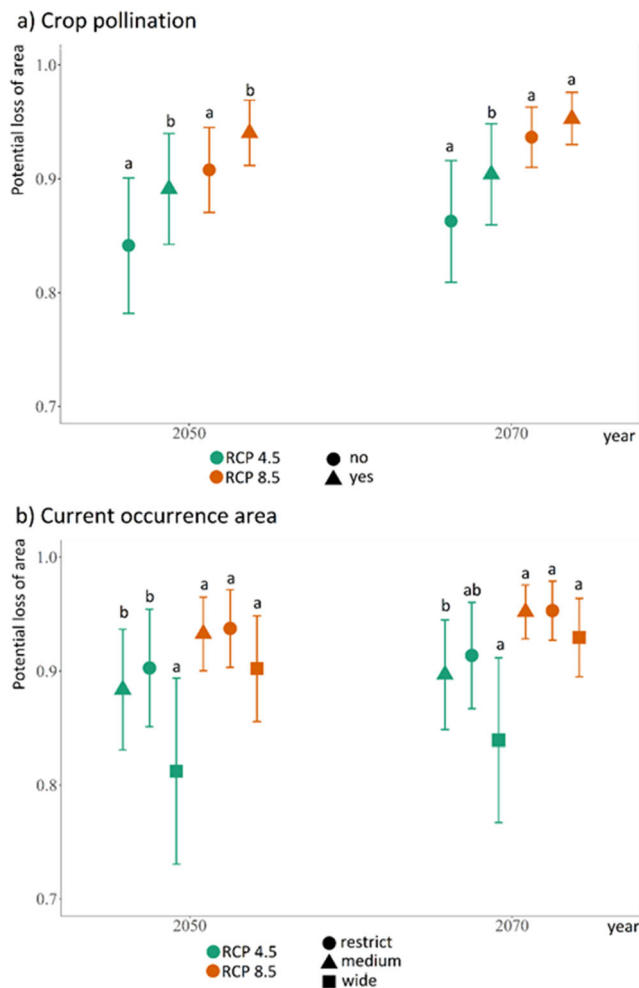 a) Crop pollination
Potential loss of area
1.0
0.9
0.8
0.7
a
b
a
b
a
b
a
a
2050
2070
year
RCP 4.5
no
RCP 8.5
yes
b) Current occurrence area
Potential loss of area
1.0
0.9
0.8
0.7
b
b
a
a
a
a
b
ab
a
a
a
a
2050
2070
year
RCP 4.5
restrict
RCP 8.5
medium
wide